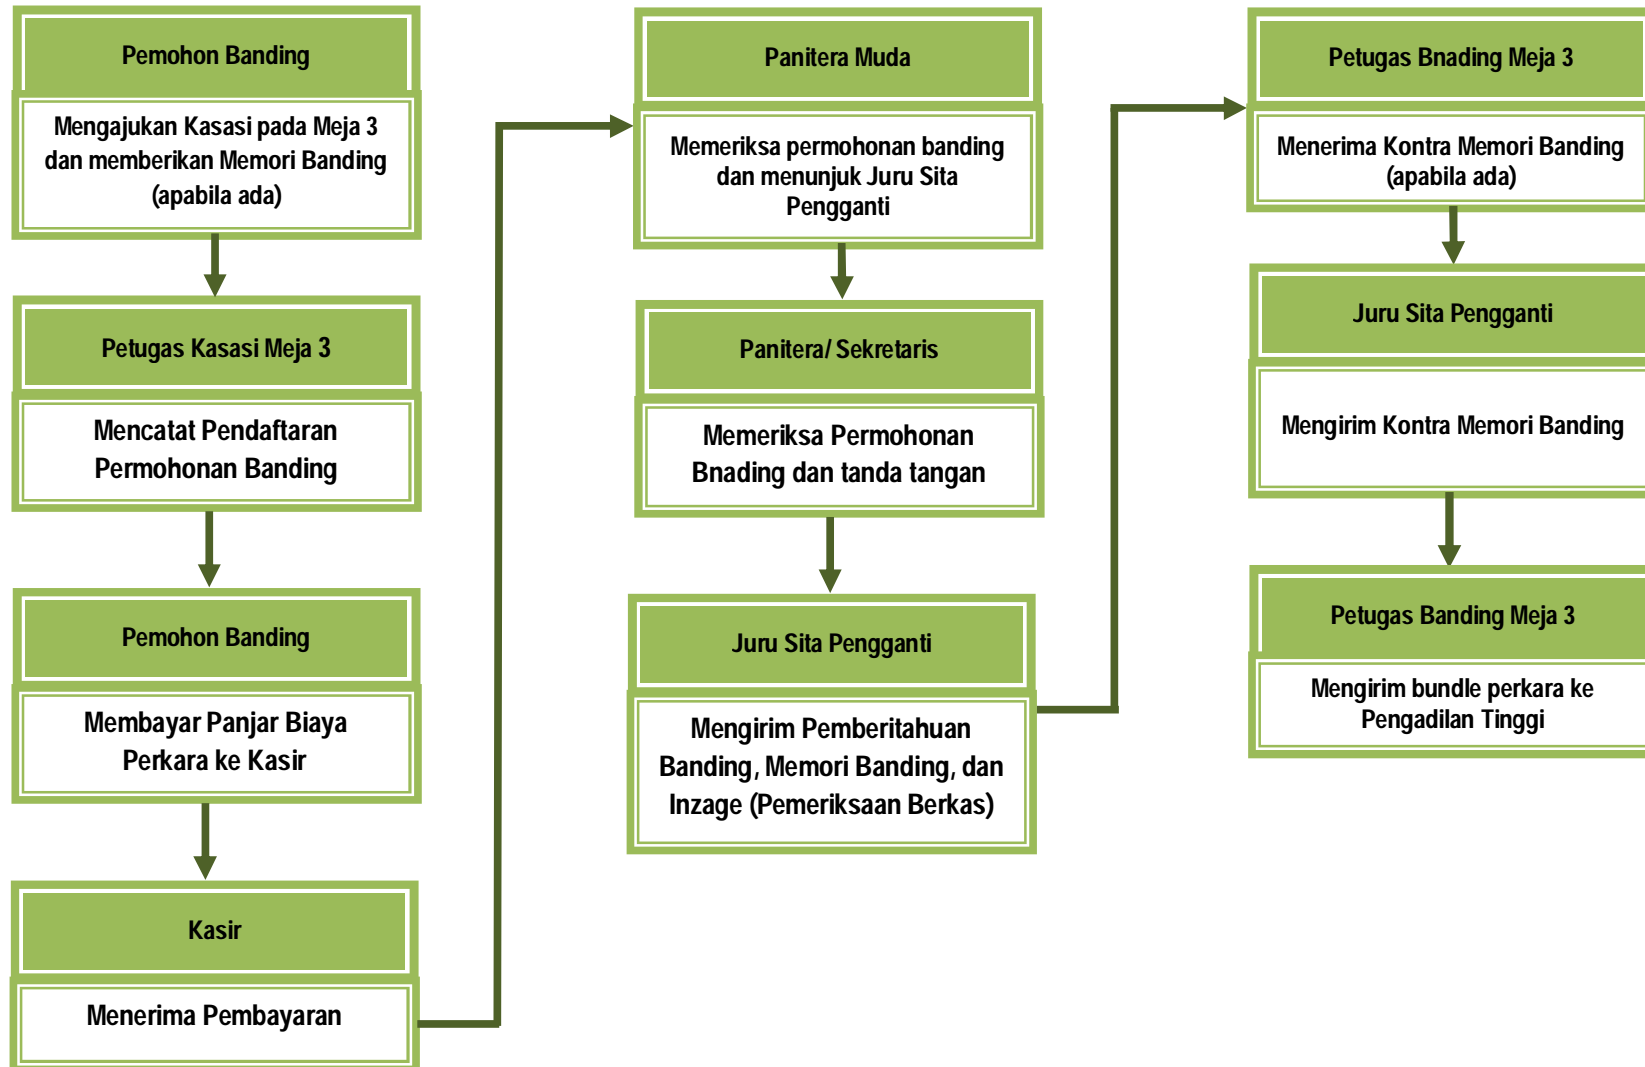 Pemohon Banding
Mengajukan Kasasi pada Meja 3
dan memberikan Memori Banding
(apabila ada)
Petugas Kasasi Meja 3
Mencatat Pendaftaran
Permohonan Banding
Pemohon Banding
Membayar Panjar Biaya
Perkara ke Kasir
Kasir
Menerima Pembayaran
Panitera Muda
Memeriksa permohonan banding
dan menunjuk Juru Sita
Pengganti
Panitera/ Sekretaris
Memeriksa Permohonan
Bnading dan tanda tangan
Juru Sita Pengganti
Mengirim Pemberitahuan
Banding, Memori Banding, dan
Inzage (Pemeriksaan Berkas)
Petugas Bnading Meja 3
Menerima Kontra Memori Banding
(apabila ada)
Juru Sita Pengganti
Mengirim Kontra Memori Banding
Petugas Banding Meja 3
Mengirim bundle perkara ke
Pengadilan Tinggi